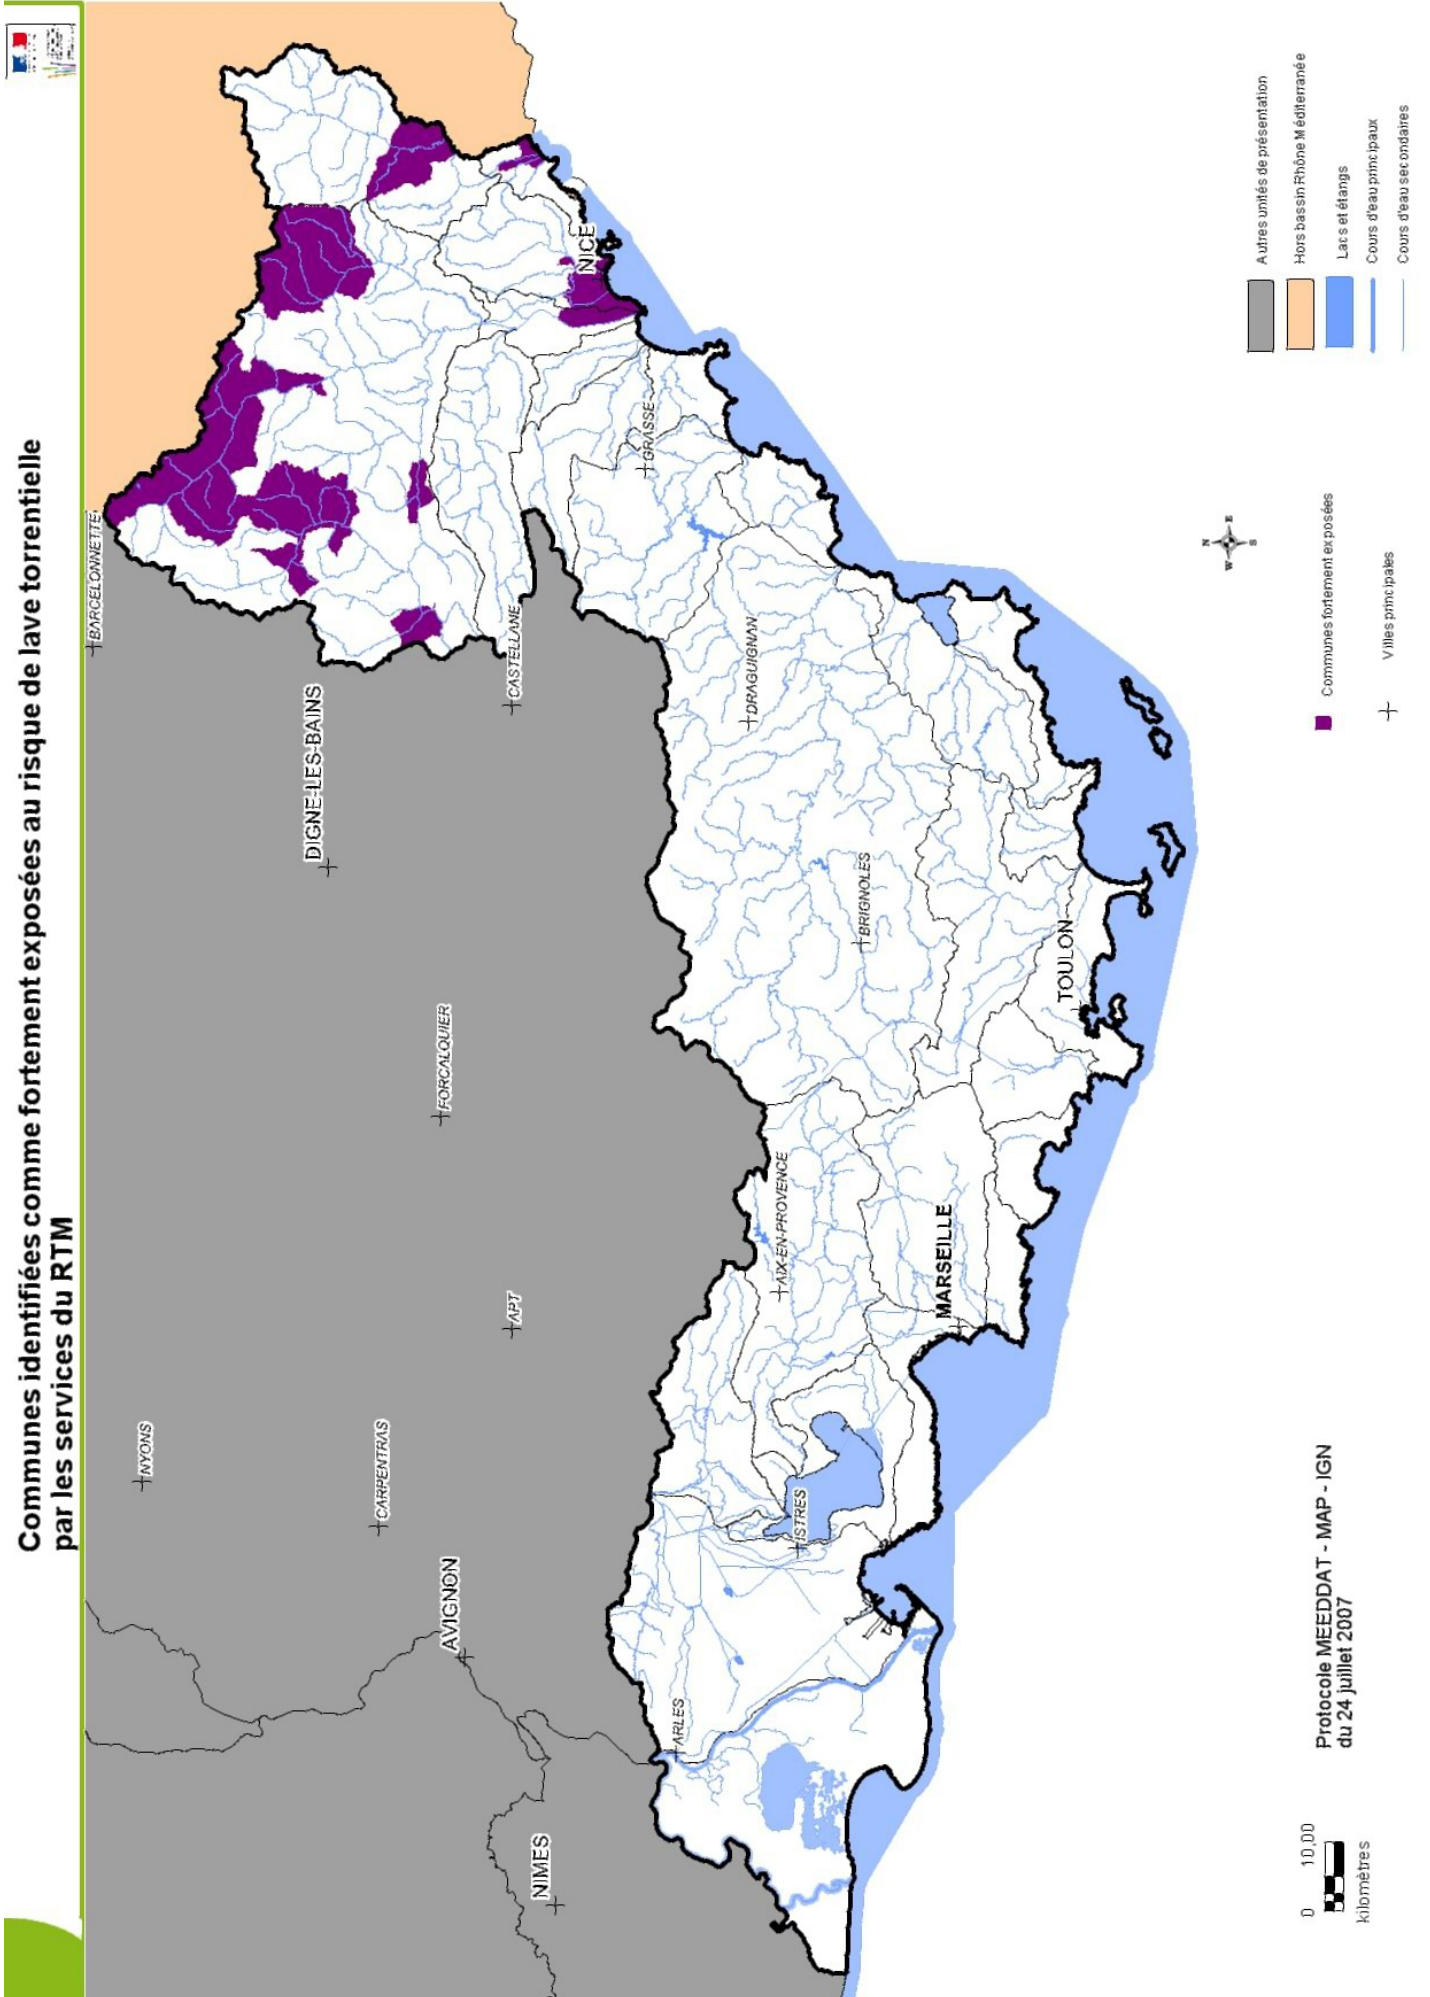 Communes identifiées comme fortement exposées au risque de lave torrentielle
par les services du RTM
BARCELONNETTE
NYONS
DIGNE-LES-BAINS
CARPENTRAS
FORCALQUIER
AVIGNON
APT
CASTELLANE
NIMES
NICE
GRASSE
ARLES
DRAGUIGNAN
AIX-EN-PROVENCE
ISTRES
BRIGNOLES
MARSEILLE
TOULON
N
W
E
S
Autres unités de présentation
Hors bassin Rhône Méditerranée
Lacs et étangs
Cours d'eau principaux
Cours d'eau secondaires
Communes fortement exposées
Villes principales
Protocole MEEDDAT - MAP - IGN
du 24 juillet 2007
0 10,00
kilomètres